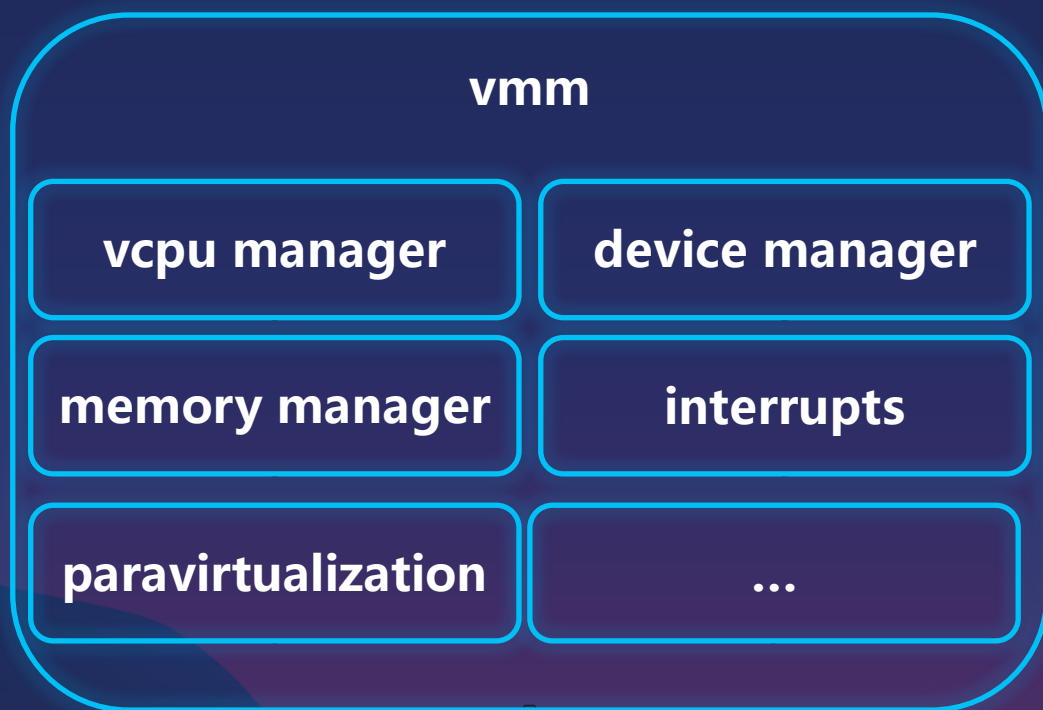 vmm
vcpu manager
device manager
memory manager
interrupts
paravirtualization
...